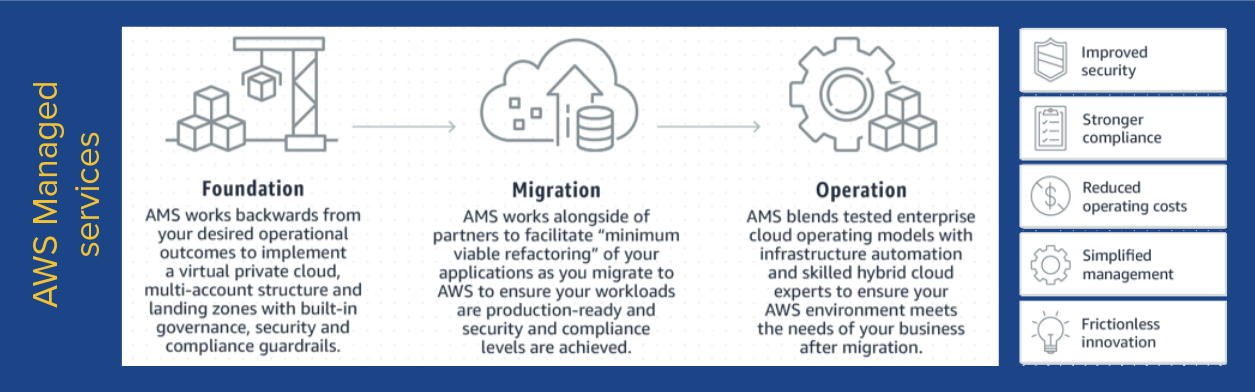 AWS Managed
services
Foundation
AMS works backwards from
your desired operational
outcomes to implement
a virtual private cloud,
multi-account structure and
landing zones with built-in
governance, security and
compliance guardrails.
Migration
AMS works alongside of
partners to facilitate “minimum
viable refactoring” of your
applications as you migrate to
AWS to ensure your workloads
are production-ready and
security and compliance
levels are achieved.
Operation
AMS blends tested enterprise
cloud operating models with
infrastructure automation
and skilled hybrid cloud
experts to ensure your
AWS environment meets
the needs of your business
after migration.
Improved
security
Stronger
compliance
$
Reduced
operating costs
Simplified
management
Frictionless
innovation